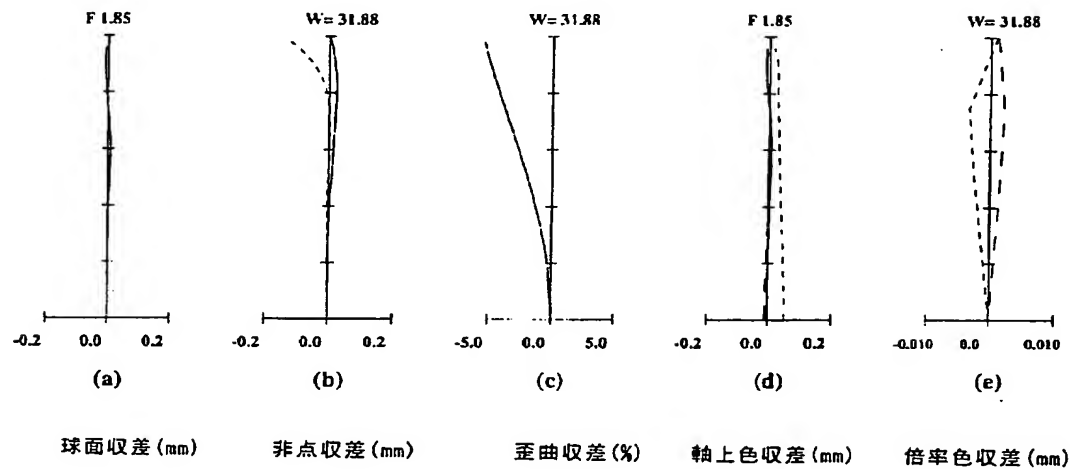 F 1.85 W= 31.88 W= 31.88 F 1.85 W= 31.88
-0.2 0.0 0.2 -0.2 0.0 0.2 -5.0 0.0 5.0 -0.2 0.0 0.2 -0.010 0.0 0.010
(a) (b) (c) (d) (e)
球面収差(mm) 非点収差(mm) 歪曲収差(%) 軸上色収差(mm) 倍率色収差(mm)